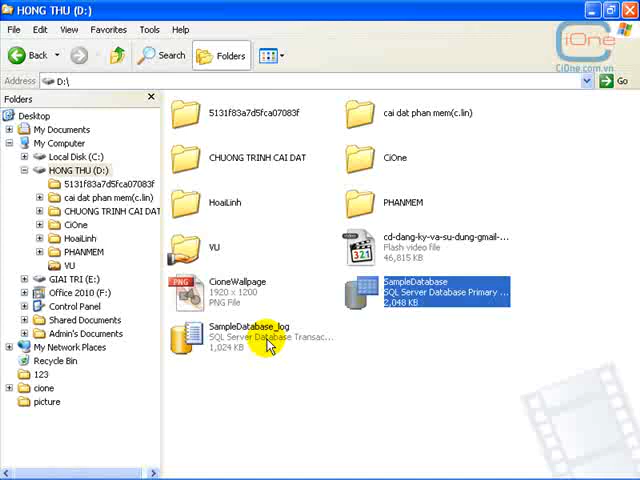 HONG THU (D:)
File Edit View Favorites Tools Help
Back Search Folders
iOne
CiOne.com.vn
Address D:\ Go
Folders
Desktop
My Documents
My Computer
Local Disk (C:)
HONG THU (D:)
5131f83a7d5fca07083f
cai dat phan mem(c.lin)
CHUONG TRINH CAI DAT
CiOne
HoaiLinh
PHANMEM
VU
GIAI TRI (E:)
Office 2010 (F:)
Control Panel
Shared Documents
Admin's Documents
My Network Places
Recycle Bin
123
cione
picture
5131f83a7d5fca07083f
cai dat phan mem(c.lin)
CHUONG TRINH CAI DAT
CiOne
HoaiLinh
PHANMEM
VU
321
cd-dang-ky-va-su-dung-gmail-...
Flash video file
46,815 KB
PNG
CioneWallpage
1920 x 1200
PNG File
SampleDatabase
SQL Server Database Primary ...
2,048 KB
SampleDatabase_log
SQL Server Database Transac...
1,024 KB